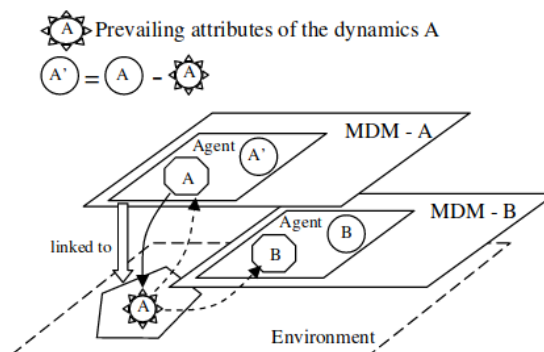 A Prevailing attributes of the dynamics A
A' = A - A
MDM - A
Agent A'
A
MDM - B
Agent B
linked to
B
A
Environment